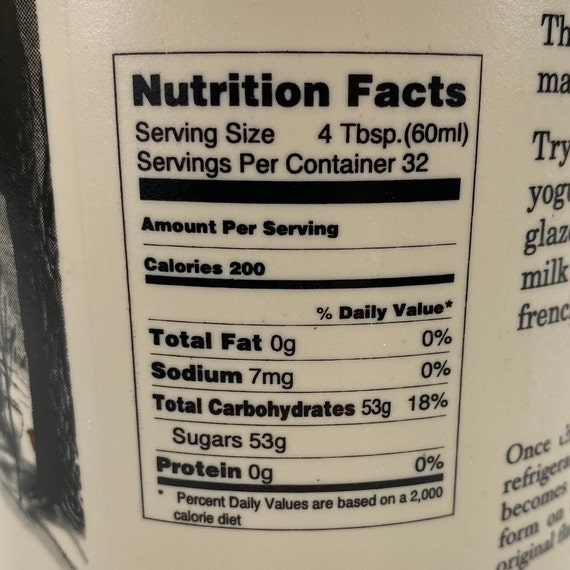 Nutrition Facts
Serving Size 4 Tbsp.(60ml)
Servings Per Container 32
Amount Per Serving
Calories 200
% Daily Value*
Total Fat 0g 0%
Sodium 7mg 0%
Total Carbohydrates 53g 18%
Sugars 53g
Protein 0g 0%
* Percent Daily Values are based on a 2,000
calorie diet
Th
ma
Try
yogu
glaze
milk
frenc
Once
refrigera
becomes
form on
original fla